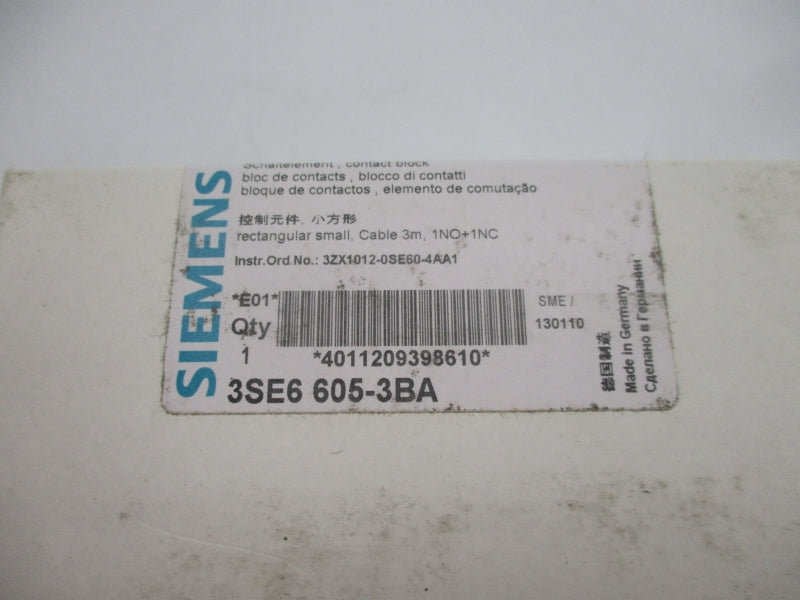 SIEMENS
Schaltelement , contact block
bloc de contacts , blocco di contatti
bloque de contactos , elemento de comutação
控制元件, 小方形
rectangular small, Cable 3m, 1NO+1NC
Instr.Ord.No.: 3ZX1012-0SE60-4AA1
*E01*
SME /
Qty
130110
1
*4011209398610*
3SE6 605-3BA
德国制造
Made in Germany
Сделано в Германии